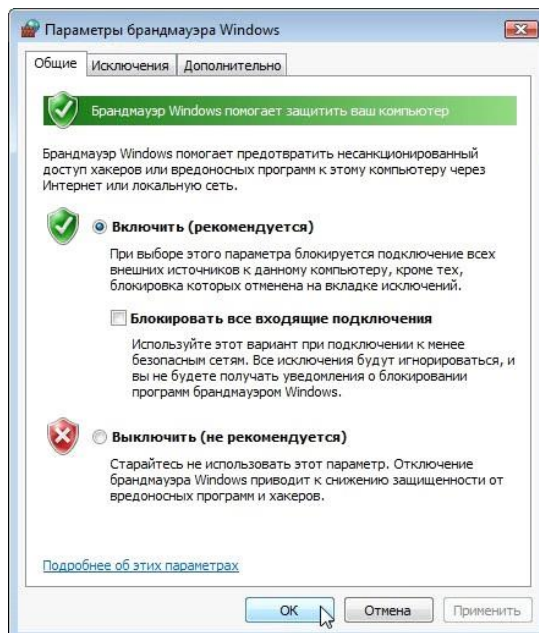 Параметры брандмауэра Windows
Общие Исключения Дополнительно
Брандмауэр Windows помогает защитить ваш компьютер
Брандмауэр Windows помогает предотвратить несанкционированный
доступ хакеров или вредоносных программ к этому компьютеру через
Интернет или локальную сеть.
Включить (рекомендуется)
При выборе этого параметра блокируется подключение всех
внешних источников к данному компьютеру, кроме тех,
блокировка которых отменена на вкладке исключений.
Блокировать все входящие подключения
Используйте этот вариант при подключении к менее
безопасным сетям. Все исключения будут игнорироваться, и
вы не будете получать уведомления о блокировании
программ брандмауэром Windows.
Выключить (не рекомендуется)
Старайтесь не использовать этот параметр. Отключение
брандмауэра Windows приводит к снижению защищенности от
вредоносных программ и хакеров.
Подробнее об этих параметрах
ОК Отмена Применить